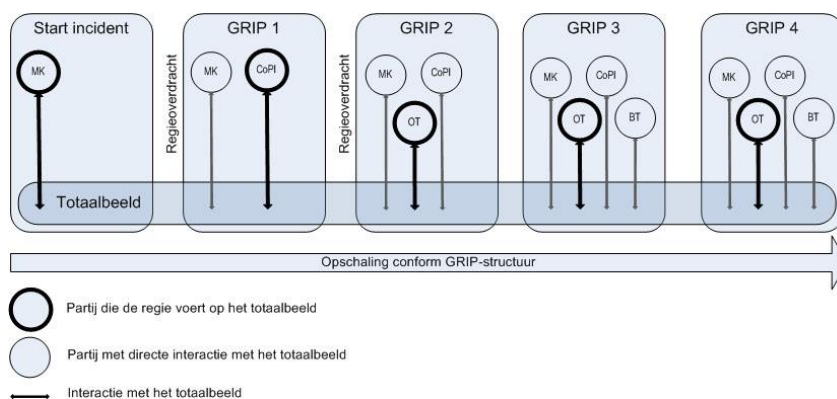 Start incident
GRIP 1
GRIP 2
GRIP 3
GRIP 4
MK
Regieoverdracht
MK
CoPI
Regieoverdracht
MK
CoPI
OT
MK
CoPI
OT
BT
MK
CoPI
OT
BT
Totaalbeeld
Opschaling conform GRIP-structuur
Partij die de regie voert op het totaalbeeld
Partij met directe interactie met het totaalbeeld
Interactie met het totaalbeeld